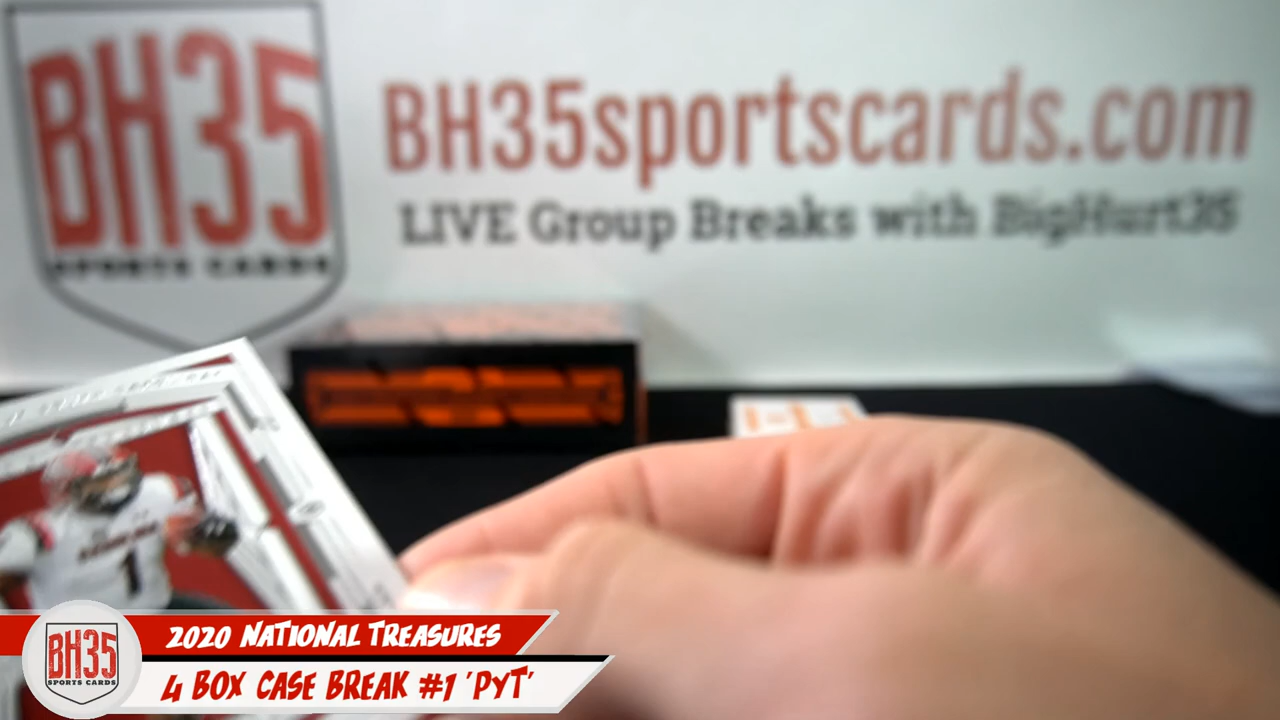 BH35
SPORTS CARDS
BH35sportscards.com
LIVE Group Breaks with BigHurt35
1
BH35
SPORTS CARDS
2020 NATIONAL TREASURES
4 BOX CASE BREAK #1 'PYT'